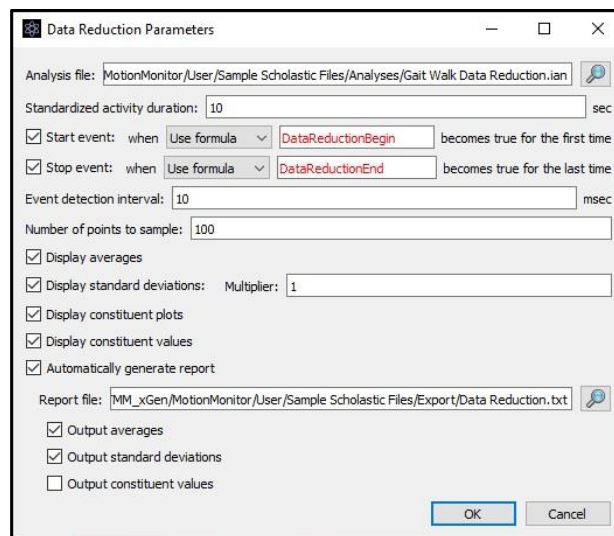 Data Reduction Parameters
Analysis file: MotionMonitor/User/Sample Scholastic Files/Analyses/Gait Walk Data Reduction.ian
Standardized activity duration: 10 sec
Start event: when Use formula DataReductionBegin becomes true for the first time
Stop event: when Use formula DataReductionEnd becomes true for the last time
Event detection interval: 10 msec
Number of points to sample: 100
Display averages
Display standard deviations: Multiplier: 1
Display constituent plots
Display constituent values
Automatically generate report
Report file: MM_xGen/MotionMonitor/User/Sample Scholastic Files/Export/Data Reduction.txt
Output averages
Output standard deviations
Output constituent values
OK Cancel